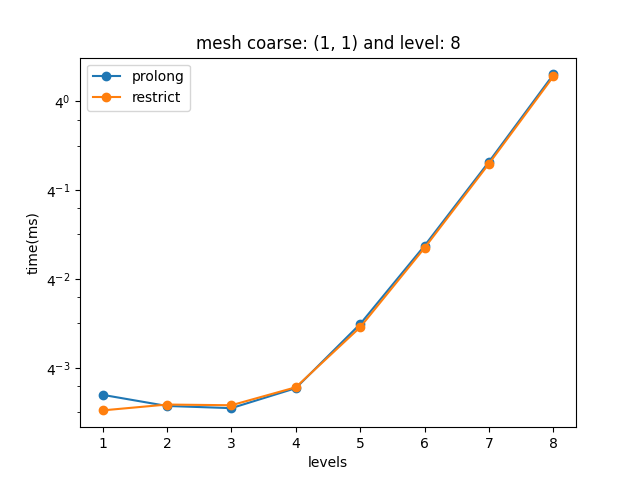 mesh coarse: (1, 1) and level: 8
prolong
restrict
4^0
4^-1
4^-2
4^-3
time(ms)
1 2 3 4 5 6 7 8
levels